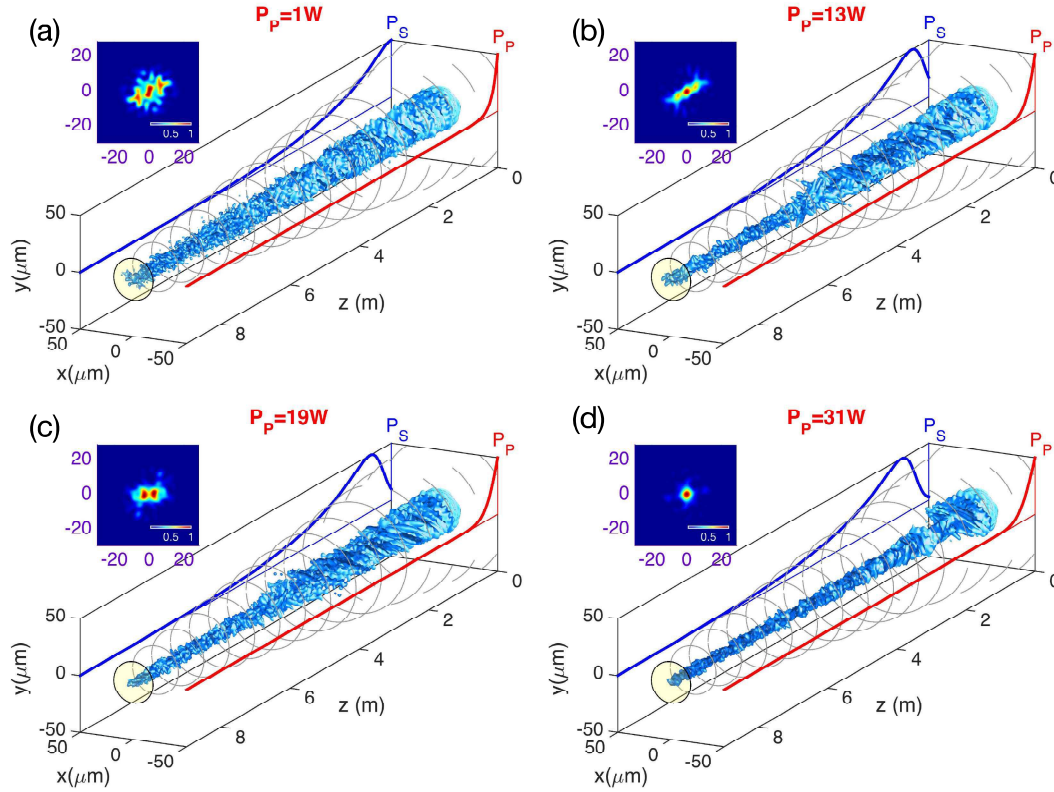 (a)
P_P=1W
P_S
P_P
20
0
-20
0.5 1
-20 0 20
50
0
-50
y(μm)
50
0
-50
x(μm)
0
2
4
6
8
z (m)
(b)
P_P=13W
P_S
P_P
20
0
-20
0.5 1
-20 0 20
50
0
-50
y(μm)
50
0
-50
x(μm)
0
2
4
6
8
z (m)
(c)
P_P=19W
P_S
P_P
20
0
-20
0.5 1
-20 0 20
50
0
-50
y(μm)
50
0
-50
x(μm)
0
2
4
6
8
z (m)
(d)
P_P=31W
P_S
P_P
20
0
-20
0.5 1
-20 0 20
50
0
-50
y(μm)
50
0
-50
x(μm)
0
2
4
6
8
z (m)